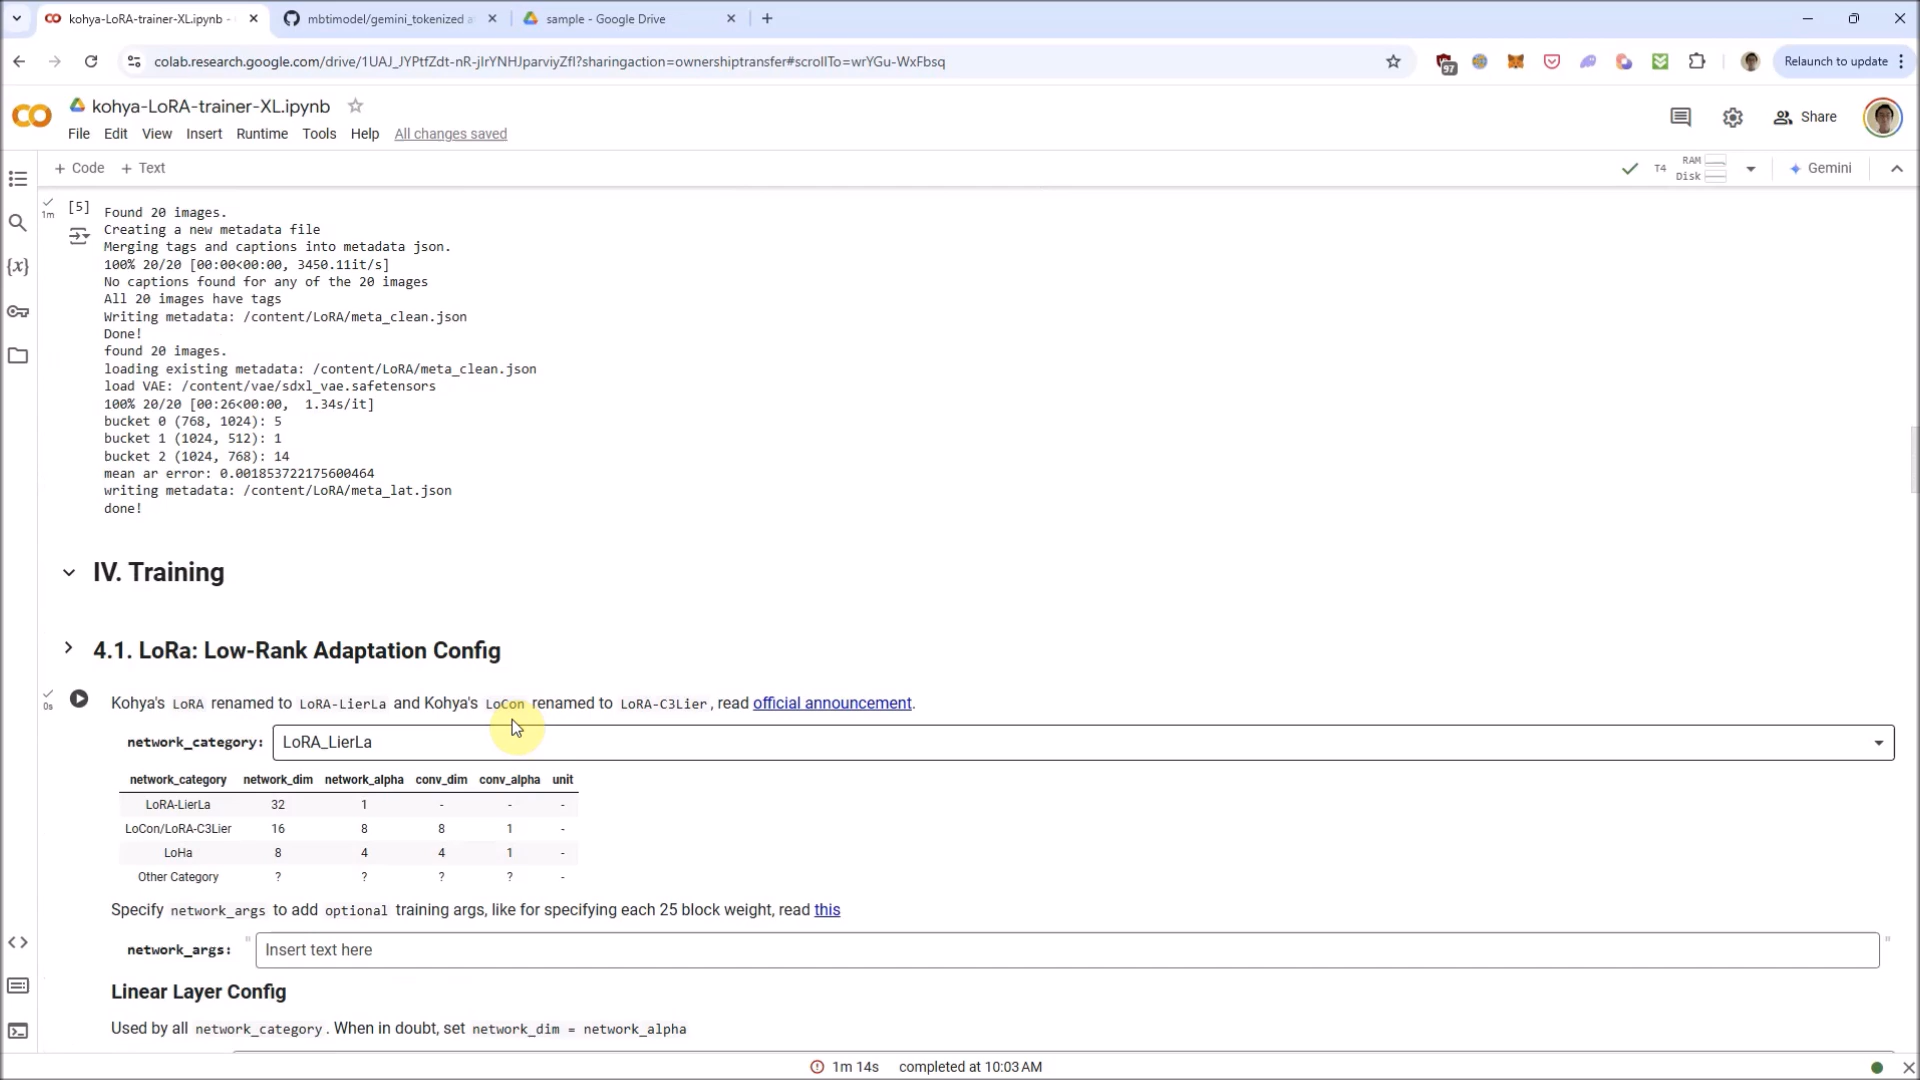 kohya-LoRA-trainer-XL.ipynb -
mbtimodel/gemini_tokenized a
sample - Google Drive
colab.research.google.com/drive/1UAJ_JYPtfZdt-nR-jIrYNHJparviyZfI?sharingaction=ownershiptransfer#scrollTo=wrYGu-WxFbsq
97
Relaunch to update
CO
kohya-LoRA-trainer-XL.ipynb
File Edit View Insert Runtime Tools Help All changes saved
Share
+ Code + Text
T4
RAM
Disk
Gemini
1m
[5]
Found 20 images.
Creating a new metadata file
Merging tags and captions into metadata json.
100% 20/20 [00:00<00:00, 3450.11it/s]
No captions found for any of the 20 images
All 20 images have tags
Writing metadata: /content/LoRA/meta_clean.json
Done!
found 20 images.
loading existing metadata: /content/LoRA/meta_clean.json
load VAE: /content/vae/sdxl_vae.safetensors
100% 20/20 [00:26<00:00,  1.34s/it]
bucket 0 (768, 1024): 5
bucket 1 (1024, 512): 1
bucket 2 (1024, 768): 14
mean ar error: 0.001853722175600464
writing metadata: /content/LoRA/meta_lat.json
done!
{x}
IV. Training
4.1. LoRa: Low-Rank Adaptation Config
0s
Kohya's LoRA renamed to LoRA-LierLa and Kohya's LoCon renamed to LoRA-C3Lier, read official announcement.
network_category: LoRA_LierLa
network_category network_dim network_alpha conv_dim conv_alpha unit
LoRA-LierLa 32 1 - - -
LoCon/LoRA-C3Lier 16 8 8 1 -
LoHa 8 4 4 1 -
Other Category ? ? ? ? -
Specify network_args to add optional training args, like for specifying each 25 block weight, read this
network_args: " Insert text here "
Linear Layer Config
Used by all network_category. When in doubt, set network_dim = network_alpha
1m 14s completed at 10:03 AM